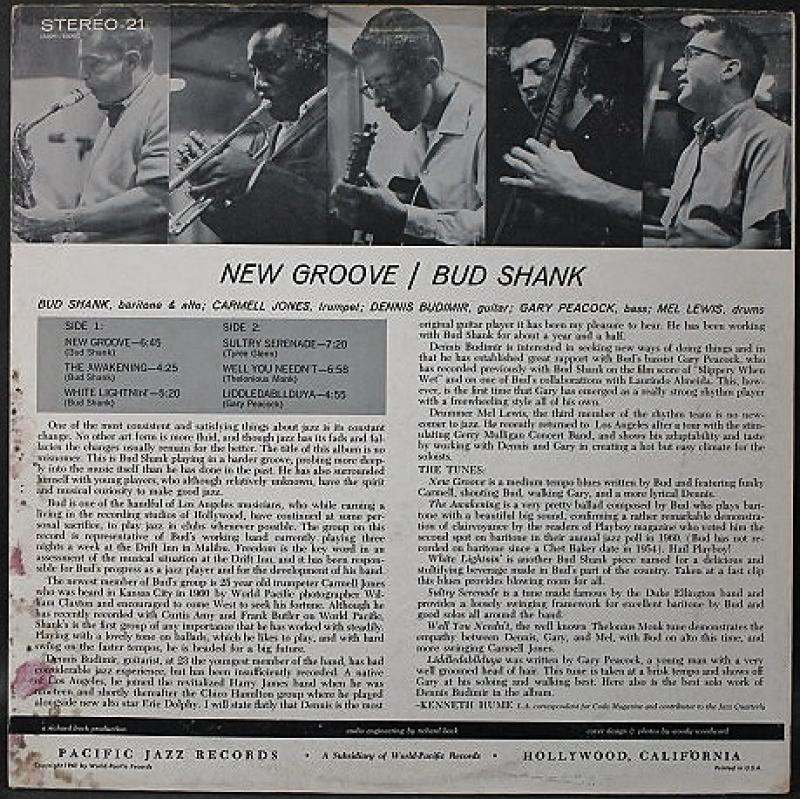 STEREO-21
NEW GROOVE / BUD SHANK
BUD SHANK, baritone & alto; CARMELL JONES, trumpet; DENNIS BUDIMIR, guitar; GARY PEACOCK, bass; MEL LEWIS, drums
SIDE 1:
NEW GROOVE—6:45
(Bud Shank)
THE AWAKENING—4:25
(Bud Shank)
WHITE LIGHTNIN'—5:20
(Bud Shank)
SIDE 2:
SULTRY SERENADE—7:20
(Tyree Glenn)
WELL YOU NEEDN'T—6:58
(Thelonious Monk)
LIDDLEDABLLDUYA—4:55
(Gary Peacock)
One of the most consistent and satisfying things about jazz is its constant
change. No other art form is more fluid, and though jazz has its fads and fal-
lacies the changes usually remain for the better. The title of this album is no
misnomer. This is Bud Shank playing in a harder groove, probing more deep-
ly into the music itself than he has done in the past. He has also surrounded
himself with young players, who although relatively unknown, have the spirit
and musical curiosity to make good jazz.
Bud is one of the handful of Los Angeles musicians, who while earning a
living in the recording studios of Hollywood, have continued at some per-
sonal sacrifice, to play jazz in clubs whenever possible. The group on this
record is representative of Bud's working band currently playing three
nights a week at the Drift Inn in Malibu. Freedom is the key word in an
assessment of the musical situation at the Drift Inn, and it has been respon-
sible for Bud's progress as a jazz player and for the development of his band.
The newest member of Bud's group is 25 year old trumpeter Carmell Jones
who was heard in Kansas City in 1960 by World Pacific photographer Wil-
liam Claxton and encouraged to come West to seek his fortune. Although he
has recently recorded with Curtis Amy and Frank Butler on World Pacific,
Shank's is the first group of any importance that he has worked with steadily.
Playing with a lovely tone on ballads, which he likes to play, and with hard
swing on the faster tempos, he is headed for a big future.
Dennis Budimir, guitarist, at 23 the youngest member of the band, has had
considerable jazz experience, but has been insufficiently recorded. A native
of Los Angeles, he joined the revitalized Harry James band when he was
nineteen and shortly thereafter the Chico Hamilton group where he played
alongside new alto star Eric Dolphy. I will state flatly that Dennis is the most
original guitar player it has been my pleasure to hear. He has been working
with Bud Shank for about a year and a half.
Dennis Budimir is interested in seeking new ways of doing things and in
that he has established great rapport with Bud's bassist Gary Peacock, who
has recorded previously with Bud Shank on the film score of "Slippery When
Wet" and on one of Bud's collaborations with Laurindo Almeida. This, how-
ever, is the first time that Gary has emerged as a really strong rhythm player
with a freewheeling style all of his own.
Drummer Mel Lewis, the third member of the rhythm team is no new-
comer to jazz. He recently returned to Los Angeles after a tour with the stim-
ulating Gerry Mulligan Concert Band, and shows his adaptability and taste
by working with Dennis and Gary in creating a hot but easy climate for the
soloists.
THE TUNES:
New Groove is a medium tempo blues written by Bud and featuring funky
Carmell, shouting Bud, walking Gary, and a more lyrical Dennis.
The Awakening is a very pretty ballad composed by Bud who plays bari-
tone with a beautiful big sound, confirming a rather remarkable demonstra-
tion of clairvoyance by the readers of Playboy magazine who voted him the
second spot on baritone in their annual jazz poll in 1960. (Bud has not re-
corded on baritone since a Chet Baker date in 1954). Hail Playboy!
White Lightnin' is another Bud Shank piece named for a delicious and
stultifying beverage made in Bud's part of the country. Taken at a fast clip
this blues provides blowing room for all.
Sultry Serenade is a tune made famous by the Duke Ellington band and
provides a loosely swinging framework for excellent baritone by Bud and
good solos all around the band.
Well You Needn't, the well known Thelonius Monk tune demonstrates the
empathy between Dennis, Gary, and Mel, with Bud on alto this time, and
more swinging Carmell Jones.
Liddledabllduya was written by Gary Peacock, a young man with a very
well groomed head of hair. This tune is taken at a brisk tempo and shows off
Gary at his soloing and walking best. Here also is the best solo work of
Dennis Budimir in the album.
—KENNETH HUME L.A. correspondent for Coda Magazine and contributor to the Jazz Quarterly
a richard bock production
audio engineering by richard bock
cover design & photos by woody woodward
PACIFIC JAZZ RECORDS • A Subsidiary of World-Pacific Records • HOLLYWOOD, CALIFORNIA
Copyright 1961 by World-Pacific Records
Printed in U.S.A.